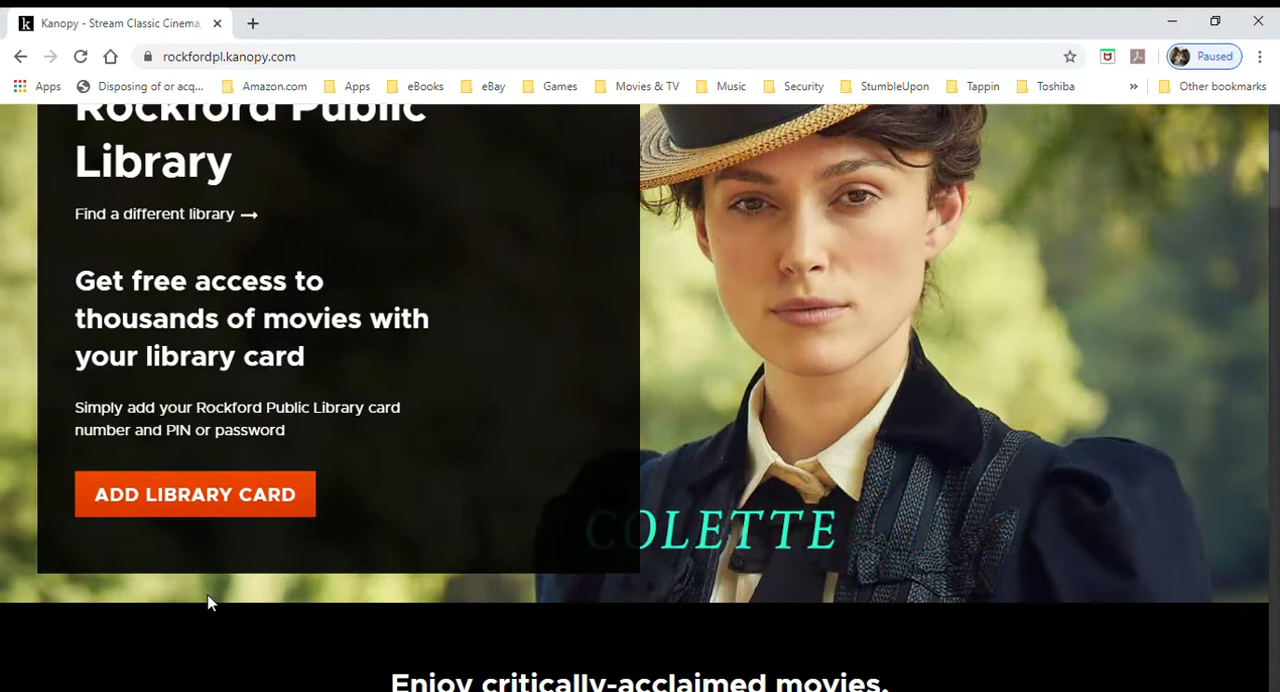 Kanopy - Stream Classic Cinema,
rockfordpl.kanopy.com
Paused
Apps
Disposing of or acq...
Amazon.com
Apps
eBooks
eBay
Games
Movies & TV
Music
Security
StumbleUpon
Tappin
Toshiba
»
Other bookmarks
Rockford Public
Library
Find a different library →
Get free access to
thousands of movies with
your library card
Simply add your Rockford Public Library card
number and PIN or password
ADD LIBRARY CARD
COLETTE
Enjoy critically-acclaimed movies,